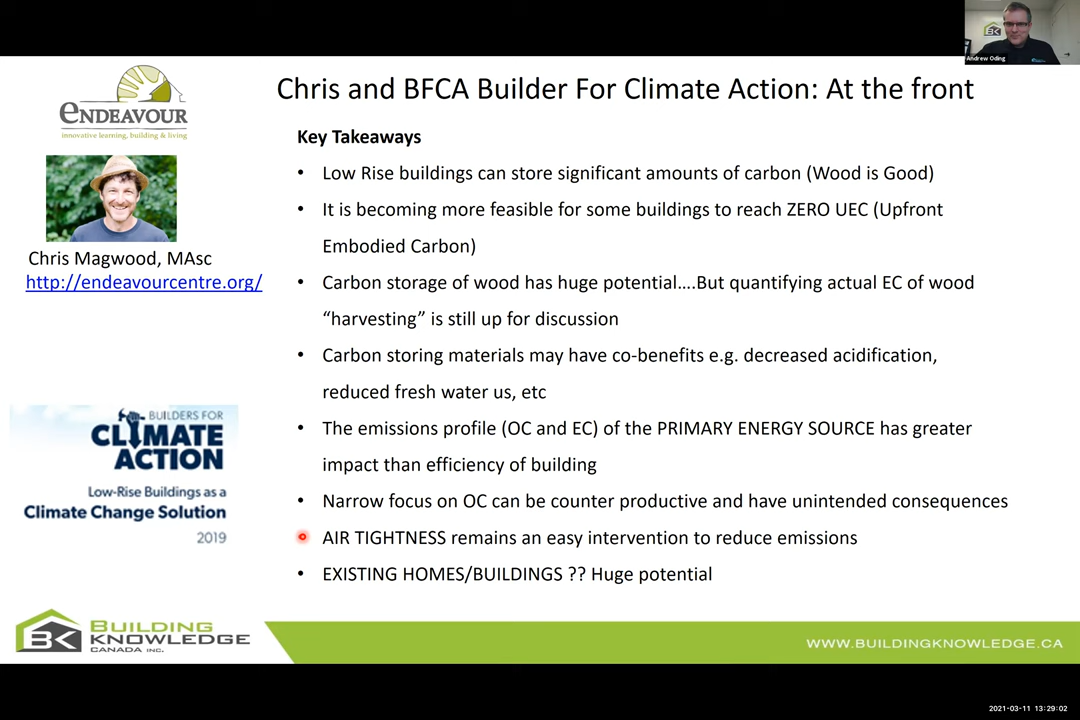 BK
Andrew Oding
ENDEAVOUR
innovative learning, building & living
Chris Magwood, MAsc
http://endeavourcentre.org/
Chris and BFCA Builder For Climate Action: At the front
Key Takeaways
• Low Rise buildings can store significant amounts of carbon (Wood is Good)
• It is becoming more feasible for some buildings to reach ZERO UEC (Upfront
Embodied Carbon)
• Carbon storage of wood has huge potential….But quantifying actual EC of wood
“harvesting” is still up for discussion
• Carbon storing materials may have co-benefits e.g. decreased acidification,
reduced fresh water us, etc
• The emissions profile (OC and EC) of the PRIMARY ENERGY SOURCE has greater
impact than efficiency of building
• Narrow focus on OC can be counter productive and have unintended consequences
• AIR TIGHTNESS remains an easy intervention to reduce emissions
• EXISTING HOMES/BUILDINGS ?? Huge potential
BUILDERS FOR
CLIMATE
ACTION
Low-Rise Buildings as a
Climate Change Solution
2019
BK
BUILDING
KNOWLEDGE
CANADA INC.
WWW.BUILDINGKNOWLEDGE.CA
2021-03-11 13:29:02